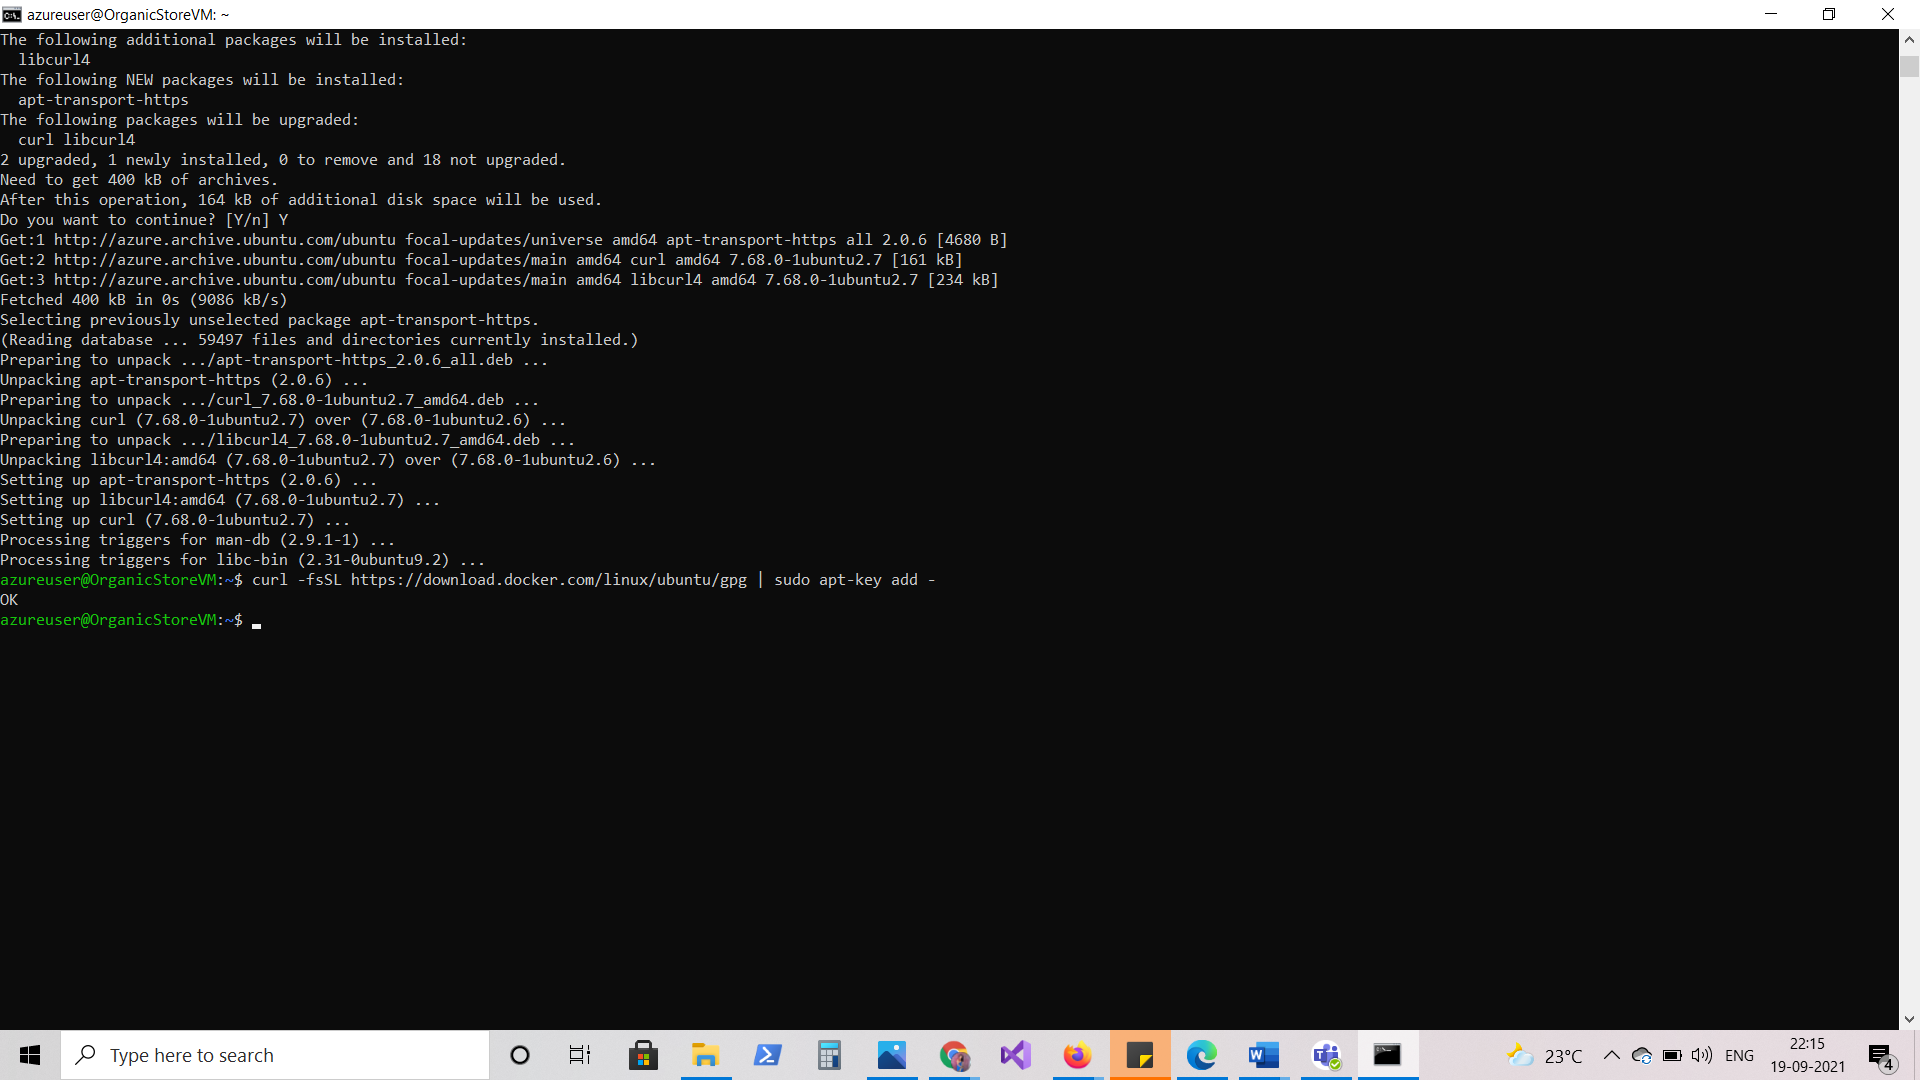 azureuser@OrganicStoreVM: ~
The following additional packages will be installed:
  libcurl4
The following NEW packages will be installed:
  apt-transport-https
The following packages will be upgraded:
  curl libcurl4
2 upgraded, 1 newly installed, 0 to remove and 18 not upgraded.
Need to get 400 kB of archives.
After this operation, 164 kB of additional disk space will be used.
Do you want to continue? [Y/n] Y
Get:1 http://azure.archive.ubuntu.com/ubuntu focal-updates/universe amd64 apt-transport-https all 2.0.6 [4680 B]
Get:2 http://azure.archive.ubuntu.com/ubuntu focal-updates/main amd64 curl amd64 7.68.0-1ubuntu2.7 [161 kB]
Get:3 http://azure.archive.ubuntu.com/ubuntu focal-updates/main amd64 libcurl4 amd64 7.68.0-1ubuntu2.7 [234 kB]
Fetched 400 kB in 0s (9086 kB/s)
Selecting previously unselected package apt-transport-https.
(Reading database ... 59497 files and directories currently installed.)
Preparing to unpack .../apt-transport-https_2.0.6_all.deb ...
Unpacking apt-transport-https (2.0.6) ...
Preparing to unpack .../curl_7.68.0-1ubuntu2.7_amd64.deb ...
Unpacking curl (7.68.0-1ubuntu2.7) over (7.68.0-1ubuntu2.6) ...
Preparing to unpack .../libcurl4_7.68.0-1ubuntu2.7_amd64.deb ...
Unpacking libcurl4:amd64 (7.68.0-1ubuntu2.7) over (7.68.0-1ubuntu2.6) ...
Setting up apt-transport-https (2.0.6) ...
Setting up libcurl4:amd64 (7.68.0-1ubuntu2.7) ...
Setting up curl (7.68.0-1ubuntu2.7) ...
Processing triggers for man-db (2.9.1-1) ...
Processing triggers for libc-bin (2.31-0ubuntu9.2) ...
azureuser@OrganicStoreVM:~$ curl -fsSL https://download.docker.com/linux/ubuntu/gpg | sudo apt-key add -
OK
azureuser@OrganicStoreVM:~$
Type here to search
23°C
ENG
22:15
19-09-2021
4